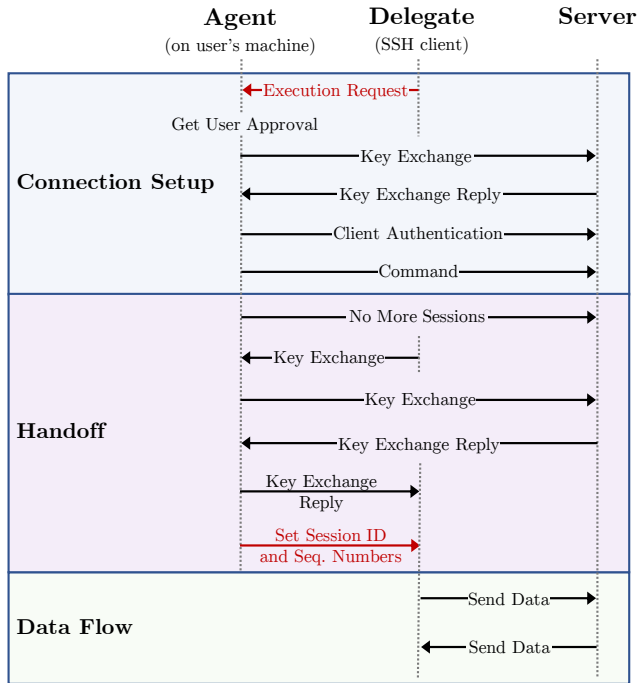 Agent
(on user's machine)
Delegate
(SSH client)
Server
Execution Request
Get User Approval
Key Exchange
Connection Setup
Key Exchange Reply
Client Authentication
Command
No More Sessions
Key Exchange
Key Exchange
Handoff
Key Exchange Reply
Key Exchange
Reply
Set Session ID
and Seq. Numbers
Send Data
Data Flow
Send Data